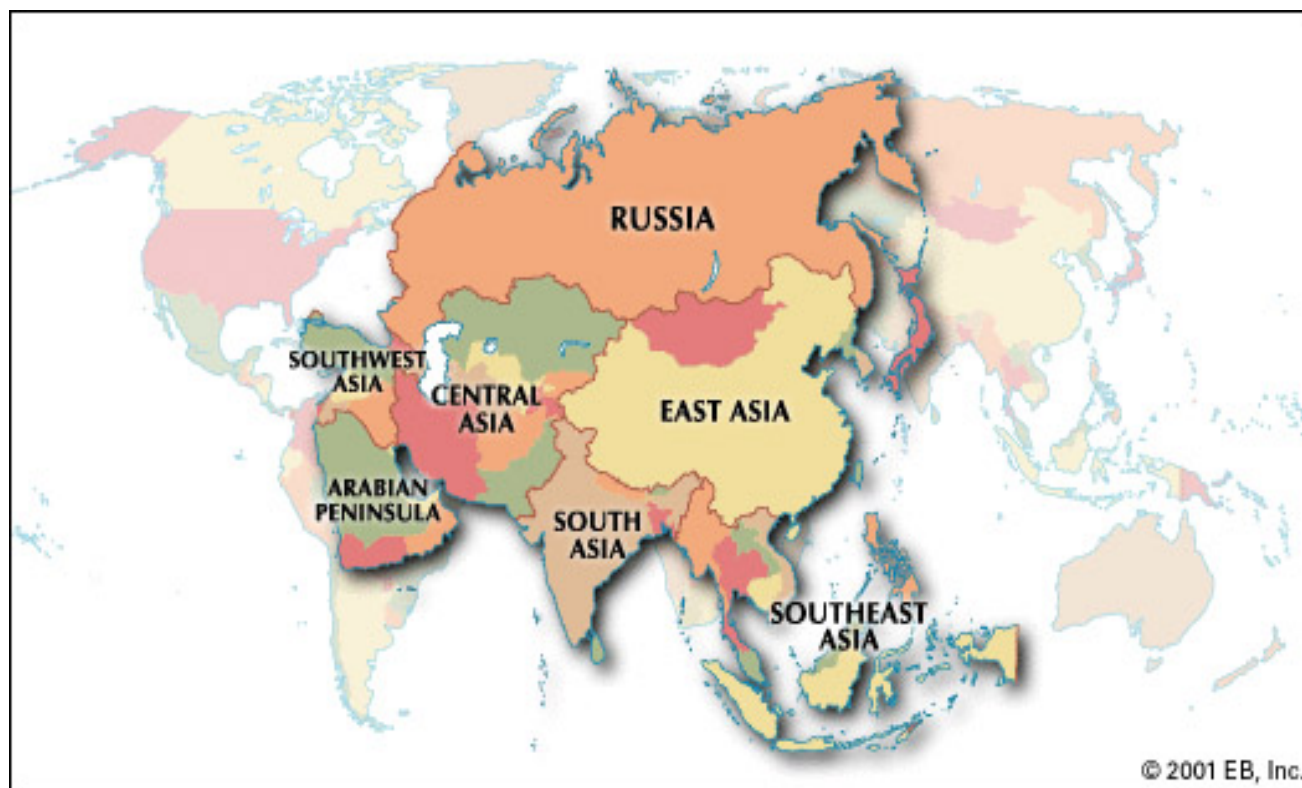 RUSSIA
SOUTHWEST
ASIA
CENTRAL
ASIA
EAST ASIA
ARABIAN
PENINSULA
SOUTH
ASIA
SOUTHEAST
ASIA
© 2001 EB, Inc.